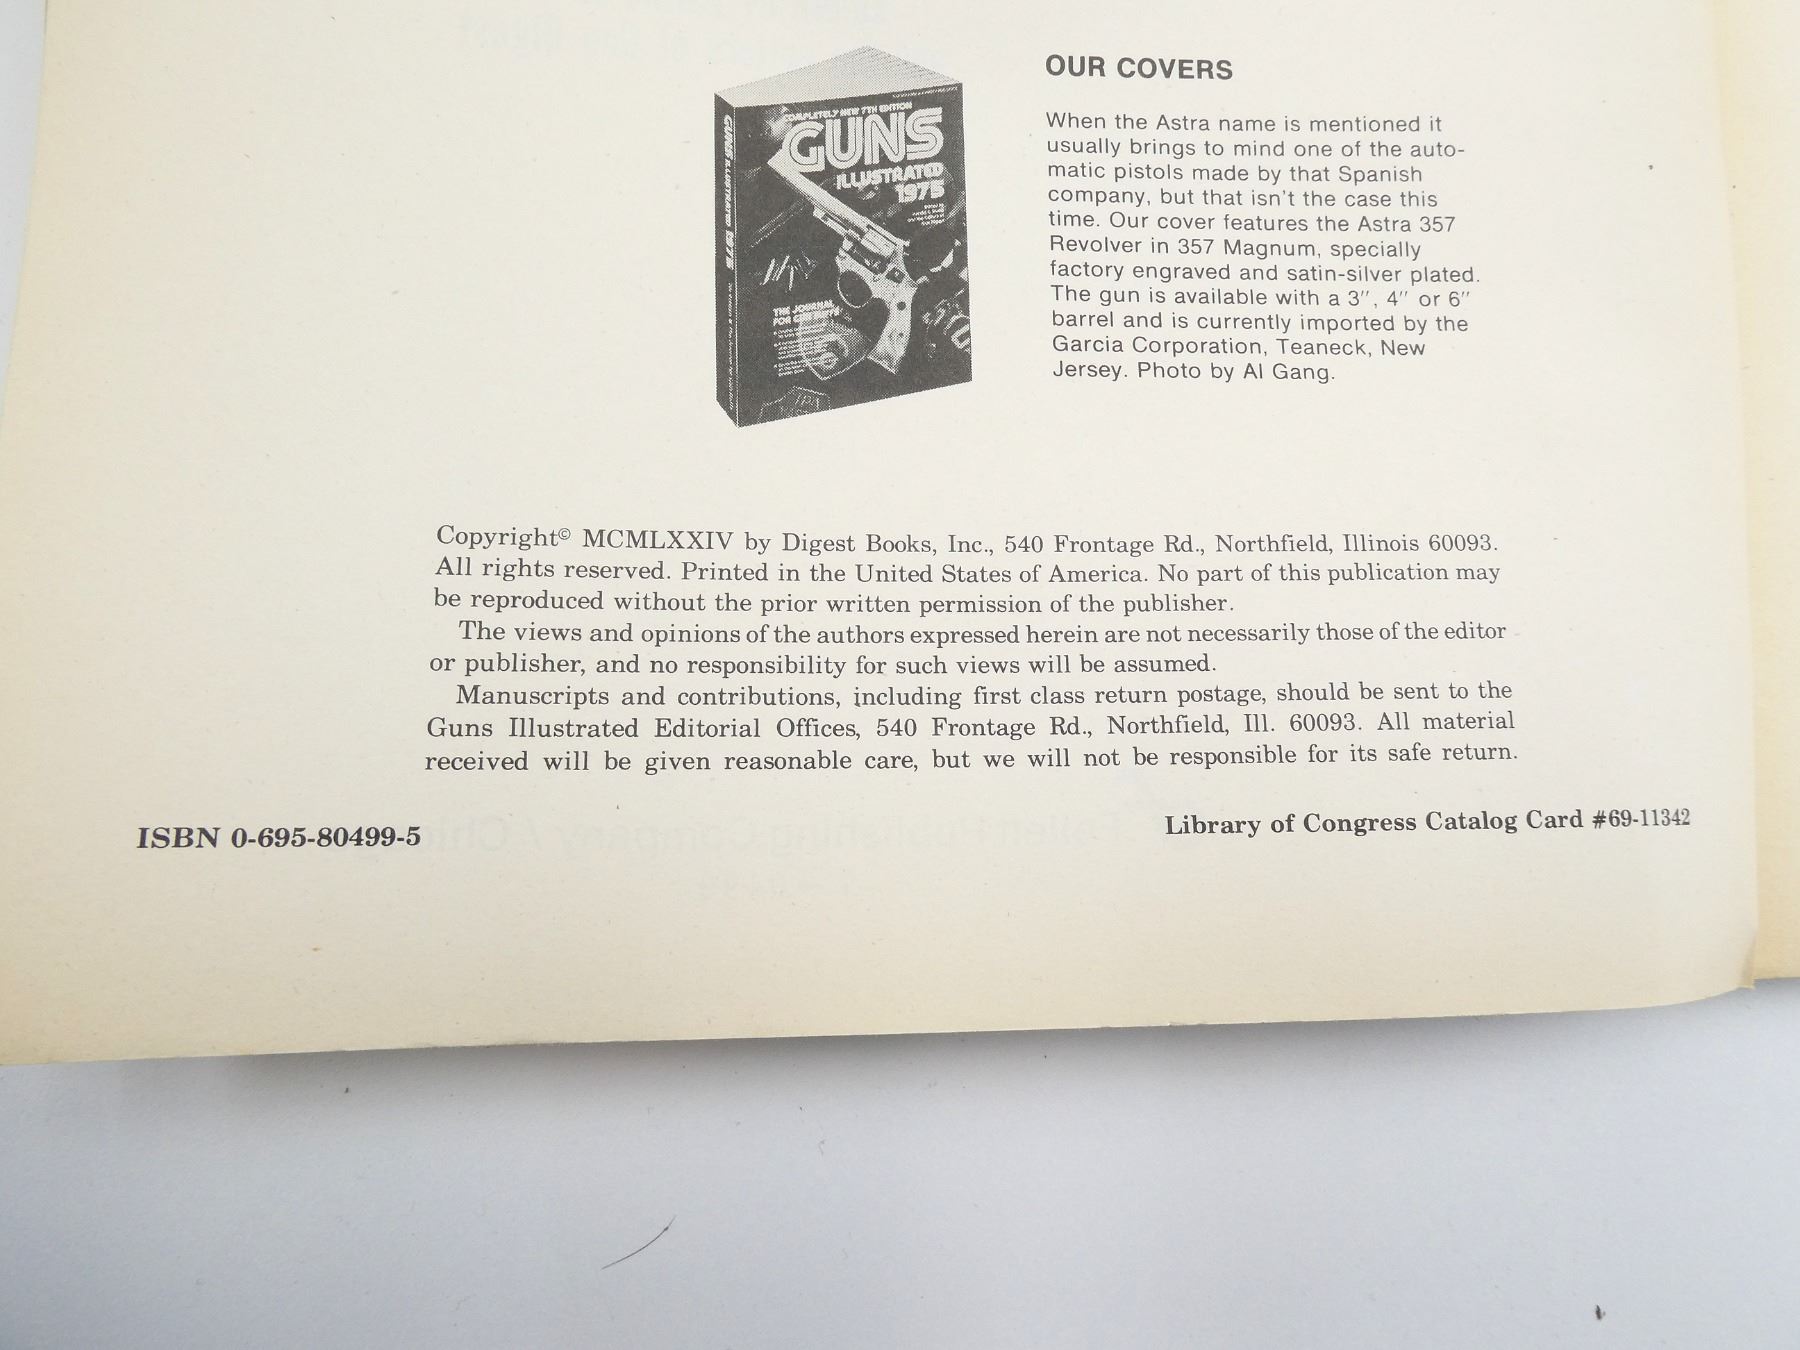 COMPLETELY NEW 7TH EDITION
GUNS
ILLUSTRATED
1975
GUNS ILLUSTRATED 1975
THE JOURNAL
OUR COVERS
When the Astra name is mentioned it
usually brings to mind one of the auto-
matic pistols made by that Spanish
company, but that isn't the case this
time. Our cover features the Astra 357
Revolver in 357 Magnum, specially
factory engraved and satin-silver plated.
The gun is available with a 3", 4" or 6"
barrel and is currently imported by the
Garcia Corporation, Teaneck, New
Jersey. Photo by Al Gang.
Copyright© MCMLXXIV by Digest Books, Inc., 540 Frontage Rd., Northfield, Illinois 60093.
All rights reserved. Printed in the United States of America. No part of this publication may
be reproduced without the prior written permission of the publisher.
The views and opinions of the authors expressed herein are not necessarily those of the editor
or publisher, and no responsibility for such views will be assumed.
Manuscripts and contributions, including first class return postage, should be sent to the
Guns Illustrated Editorial Offices, 540 Frontage Rd., Northfield, Ill. 60093. All material
received will be given reasonable care, but we will not be responsible for its safe return.
ISBN 0-695-80499-5
Library of Congress Catalog Card #69-11342